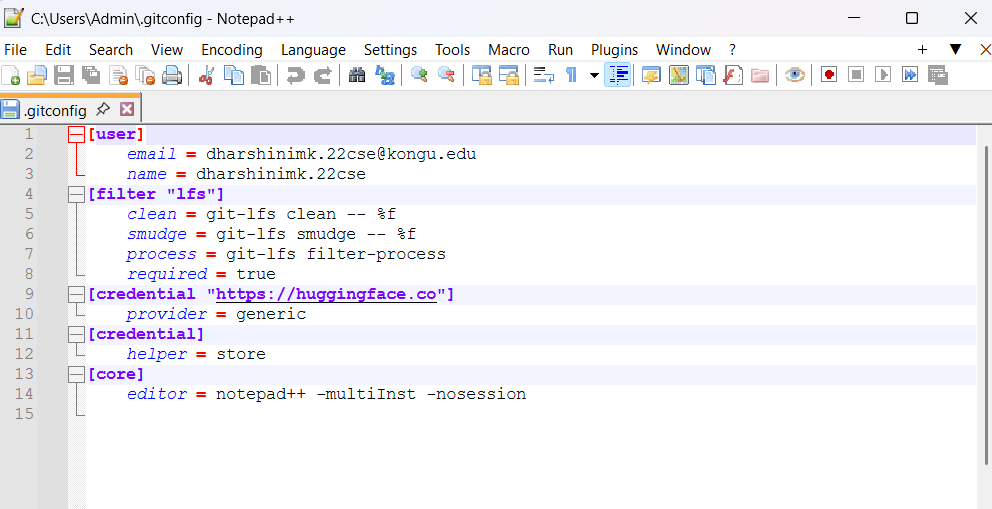 C:\Users\Admin\.gitconfig - Notepad++
File Edit Search View Encoding Language Settings Tools Macro Run Plugins Window ?
.gitconfig
1 [user]
2 email = dharshinimk.22cse@kongu.edu
3 name = dharshinimk.22cse
4 [filter "lfs"]
5 clean = git-lfs clean -- %f
6 smudge = git-lfs smudge -- %f
7 process = git-lfs filter-process
8 required = true
9 [credential "https://huggingface.co"]
10 provider = generic
11 [credential]
12 helper = store
13 [core]
14 editor = notepad++ -multiInst -nosession
15